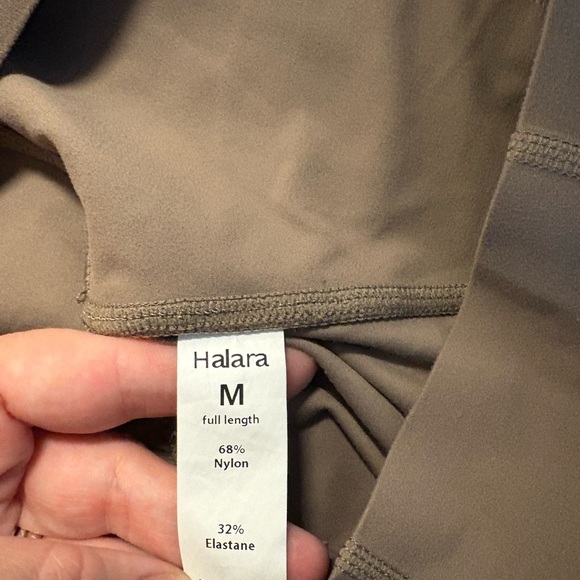 Halara
M
full length
68%
Nylon
32%
Elastane